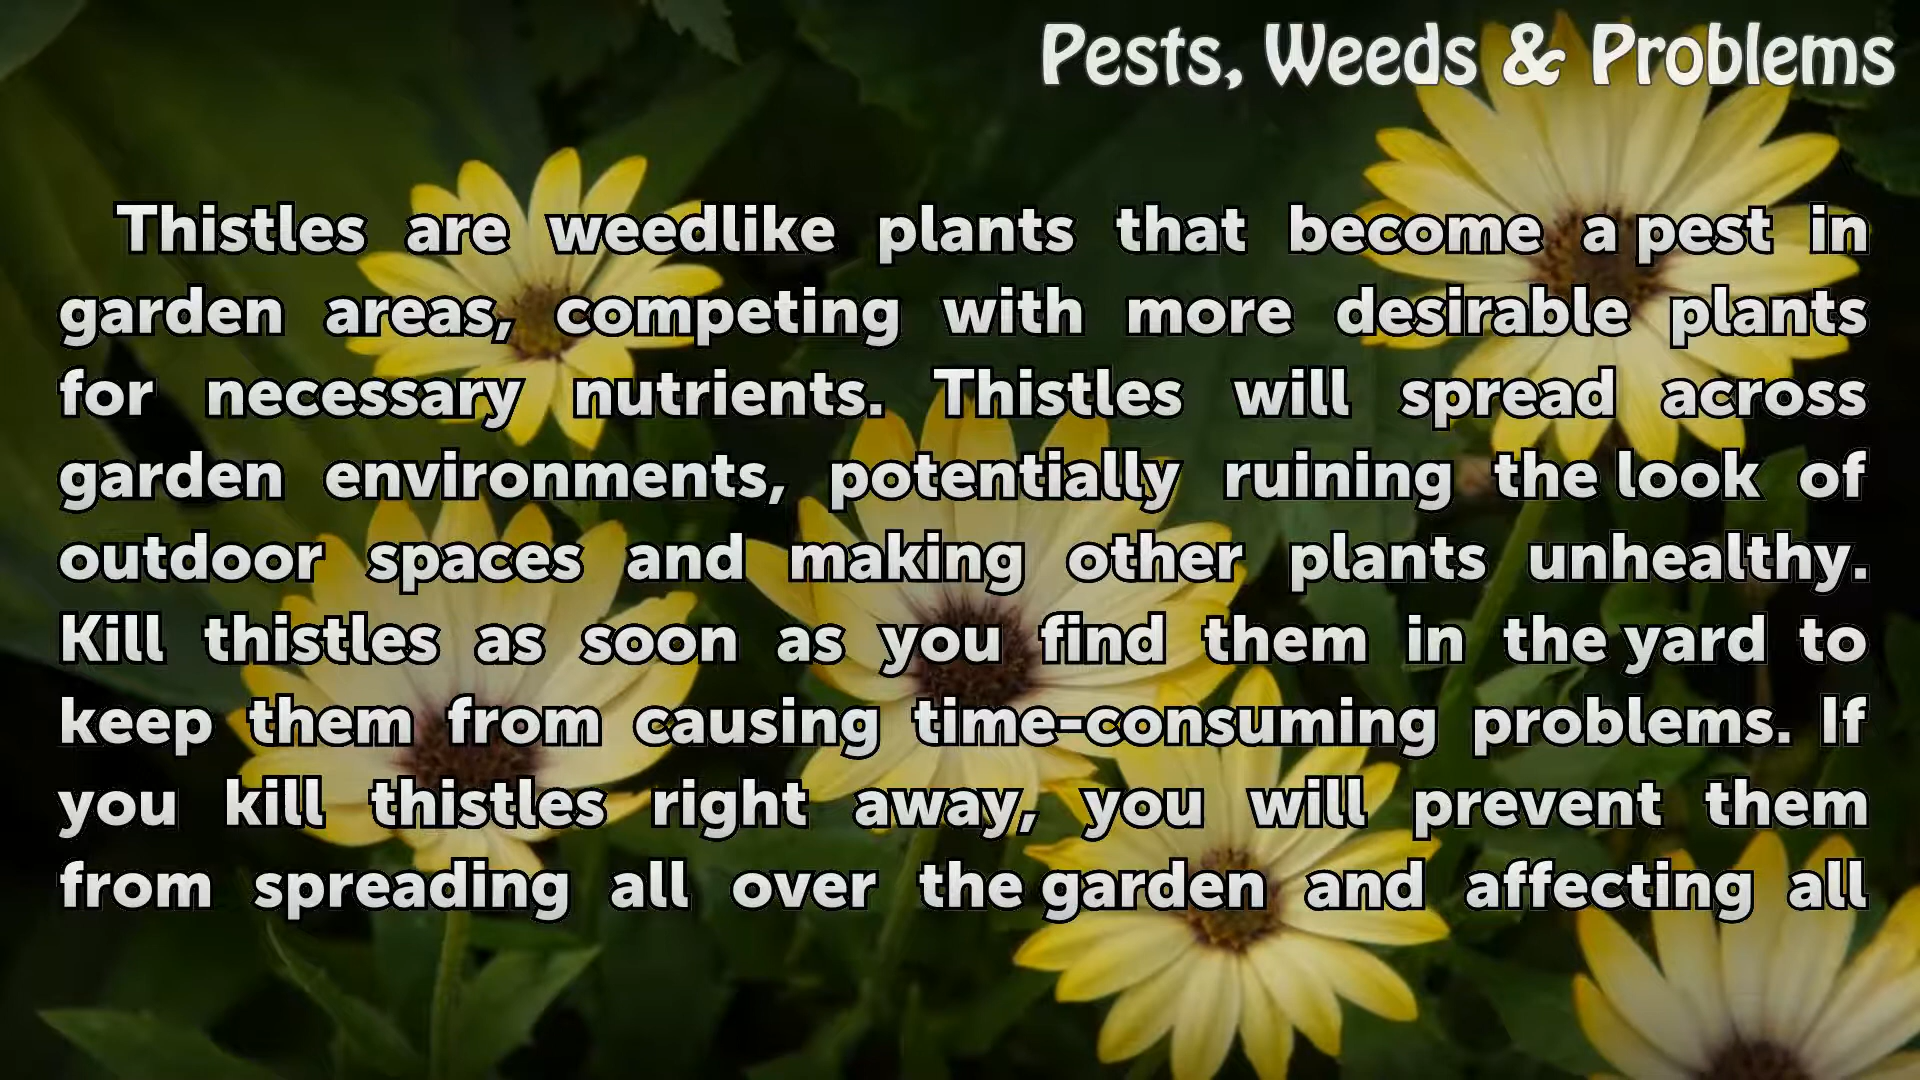 Pests, Weeds & Problems
Thistles are weedlike plants that become a pest in
garden areas, competing with more desirable plants
for necessary nutrients. Thistles will spread across
garden environments, potentially ruining the look of
outdoor spaces and making other plants unhealthy.
Kill thistles as soon as you find them in the yard to
keep them from causing time-consuming problems. If
you kill thistles right away, you will prevent them
from spreading all over the garden and affecting all